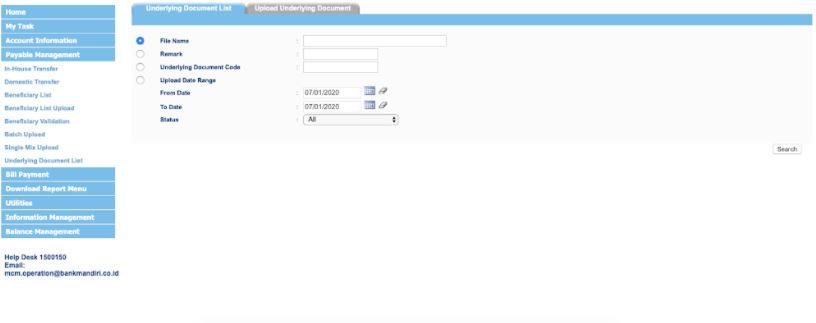 Home
My Task
Account Information
Payable Management
In-House Transfer
Domestic Transfer
Beneficiary List
Beneficiary List Upload
Beneficiary Validation
Batch Upload
Single Mix Upload
Underlying Document List
Bill Payment
Download Report Menu
Utilities
Information Management
Balance Management
Help Desk 1500150
Email:
mcm.operation@bankmandiri.co.id
Underlying Document List Upload Underlying Document
File Name :
Remark :
Underlying Document Code :
Upload Date Range
From Date : 07/01/2020
To Date : 07/01/2020
Status : All
Search